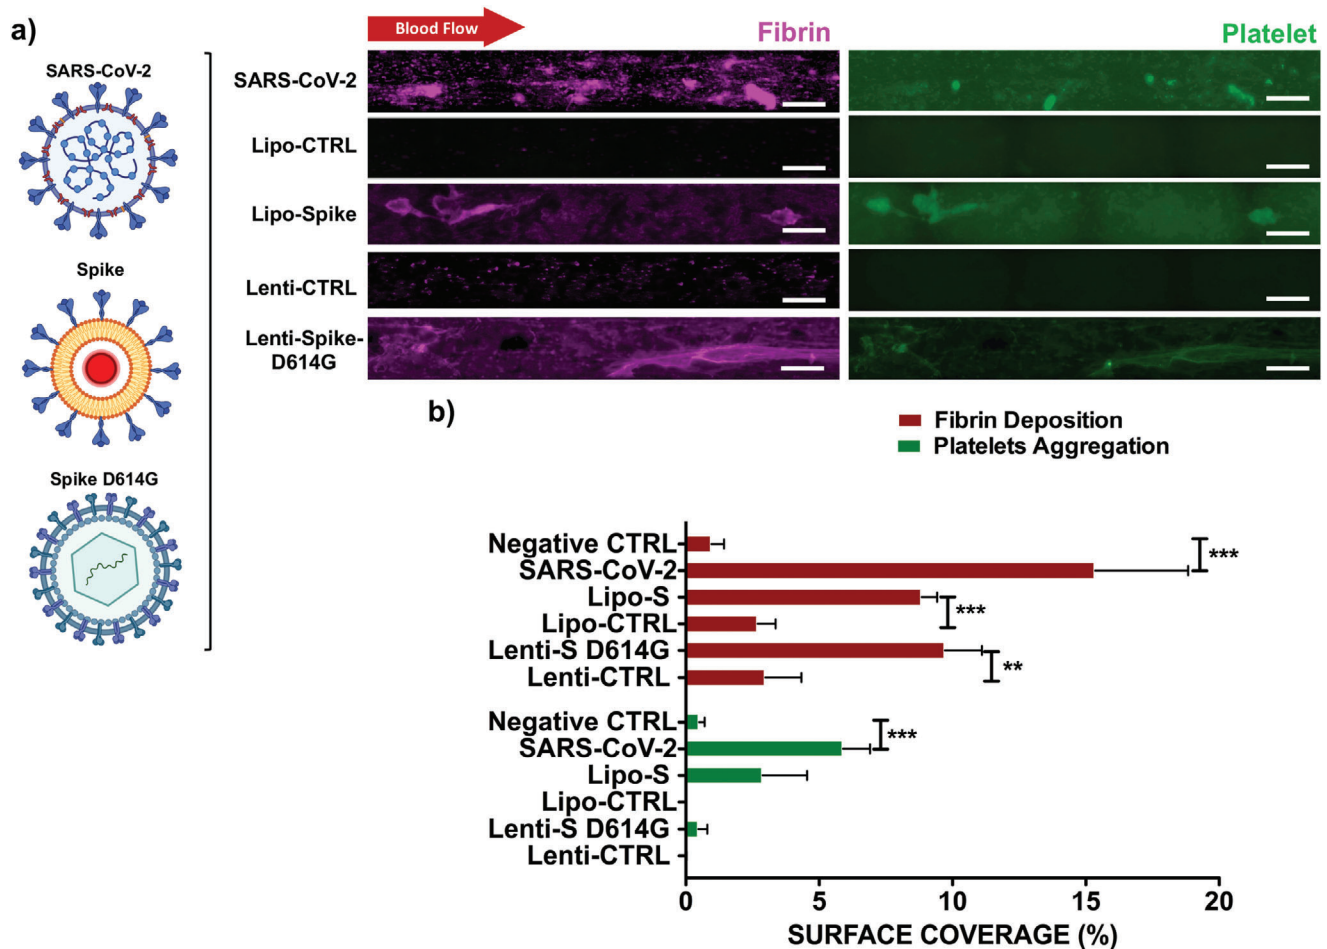 a)
SARS-CoV-2
Spike
Spike D614G
Blood Flow
Fibrin
Platelet
SARS-CoV-2
Lipo-CTRL
Lipo-Spike
Lenti-CTRL
Lenti-Spike-
D614G
b)
Fibrin Deposition
Platelets Aggregation
Negative CTRL
SARS-CoV-2
***
Lipo-S
Lipo-CTRL
***
Lenti-S D614G
Lenti-CTRL
**
Negative CTRL
SARS-CoV-2
***
Lipo-S
Lipo-CTRL
Lenti-S D614G
Lenti-CTRL
0 5 10 15 20
SURFACE COVERAGE (%)